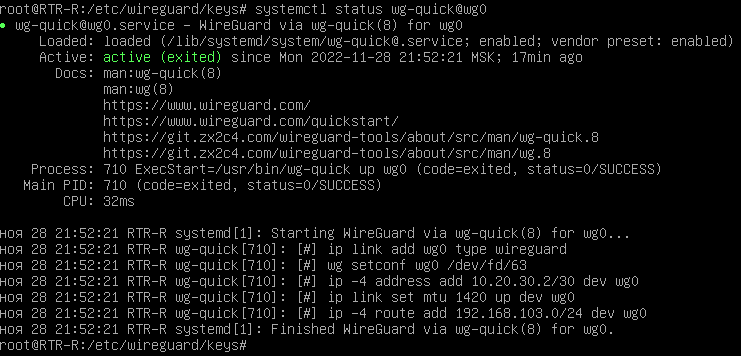 root@RTR-R:/etc/wireguard/keys# systemctl status wg-quick@wg0
● wg-quick@wg0.service - WireGuard via wg-quick(8) for wg0
Loaded: loaded (/lib/systemd/system/wg-quick@.service; enabled; vendor preset: enabled)
Active: active (exited) since Mon 2022-11-28 21:52:21 MSK; 17min ago
Docs: man:wg-quick(8)
man:wg(8)
https://www.wireguard.com/
https://www.wireguard.com/quickstart/
https://git.zx2c4.com/wireguard-tools/about/src/man/wg-quick.8
https://git.zx2c4.com/wireguard-tools/about/src/man/wg.8
Process: 710 ExecStart=/usr/bin/wg-quick up wg0 (code=exited, status=0/SUCCESS)
Main PID: 710 (code=exited, status=0/SUCCESS)
CPU: 32ms
ноя 28 21:52:21 RTR-R systemd[1]: Starting WireGuard via wg-quick(8) for wg0...
ноя 28 21:52:21 RTR-R wg-quick[710]: [#] ip link add wg0 type wireguard
ноя 28 21:52:21 RTR-R wg-quick[710]: [#] wg setconf wg0 /dev/fd/63
ноя 28 21:52:21 RTR-R wg-quick[710]: [#] ip -4 address add 10.20.30.2/30 dev wg0
ноя 28 21:52:21 RTR-R wg-quick[710]: [#] ip link set mtu 1420 up dev wg0
ноя 28 21:52:21 RTR-R wg-quick[710]: [#] ip -4 route add 192.168.103.0/24 dev wg0
ноя 28 21:52:21 RTR-R systemd[1]: Finished WireGuard via wg-quick(8) for wg0.
root@RTR-R:/etc/wireguard/keys#